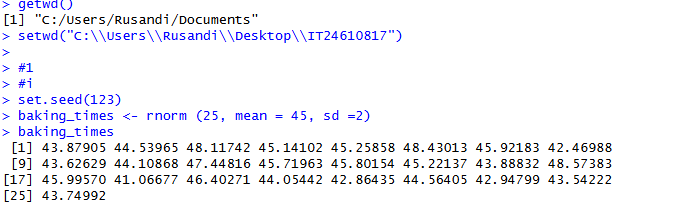 > getwd()
[1] "C:/Users/Rusandi/Documents"
> setwd("C:\\Users\\Rusandi\\Desktop\\IT24610817")
>
> #1
> #i
> set.seed(123)
> baking_times <- rnorm (25, mean = 45, sd =2)
> baking_times
[1] 43.87905 44.53965 48.11742 45.14102 45.25858 48.43013 45.92183 42.46988
[9] 43.62629 44.10868 47.44816 45.71963 45.80154 45.22137 43.88832 48.57383
[17] 45.99570 41.06677 46.40271 44.05442 42.86435 44.56405 42.94799 43.54222
[25] 43.74992